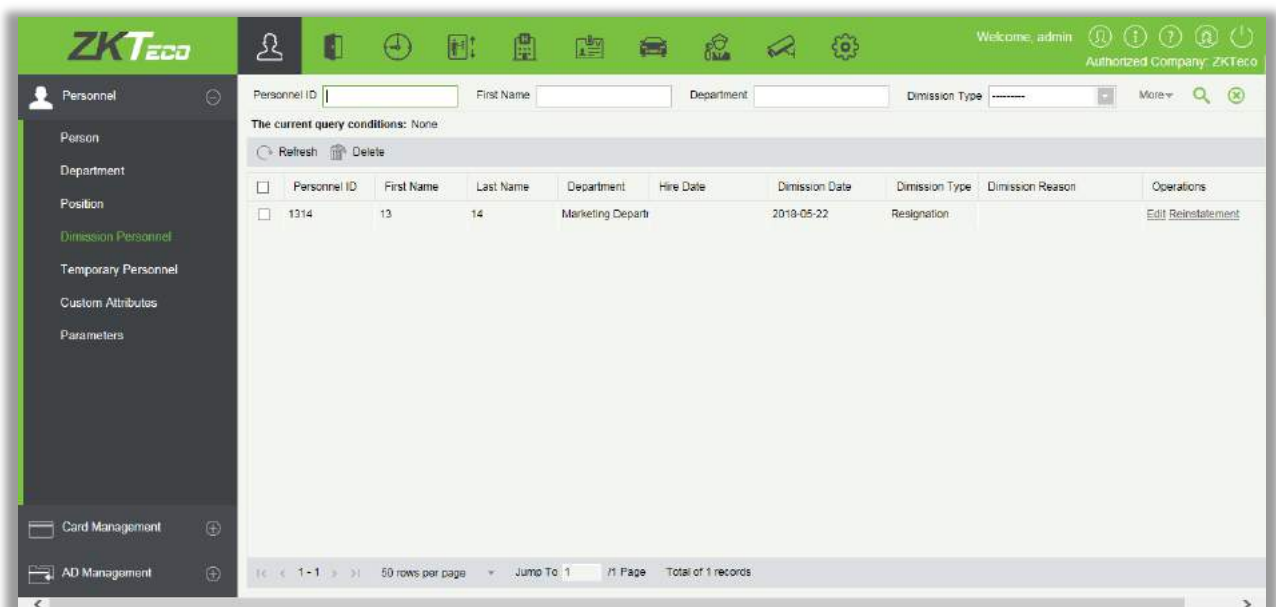 ZKTeco
Welcome, admin
Authorized Company: ZKTeco
Personnel
Person
Department
Position
Dimission Personnel
Temporary Personnel
Custom Attributes
Parameters
Card Management
AD Management
Personnel ID First Name Department Dimission Type --------- More
The current query conditions: None
Refresh Delete
Personnel ID First Name Last Name Department Hire Date Dimission Date Dimission Type Dimission Reason Operations
1314 13 14 Marketing Departr 2018-05-22 Resignation Edit Reinstatement
1-1 50 rows per page Jump To 1 /1 Page Total of 1 records